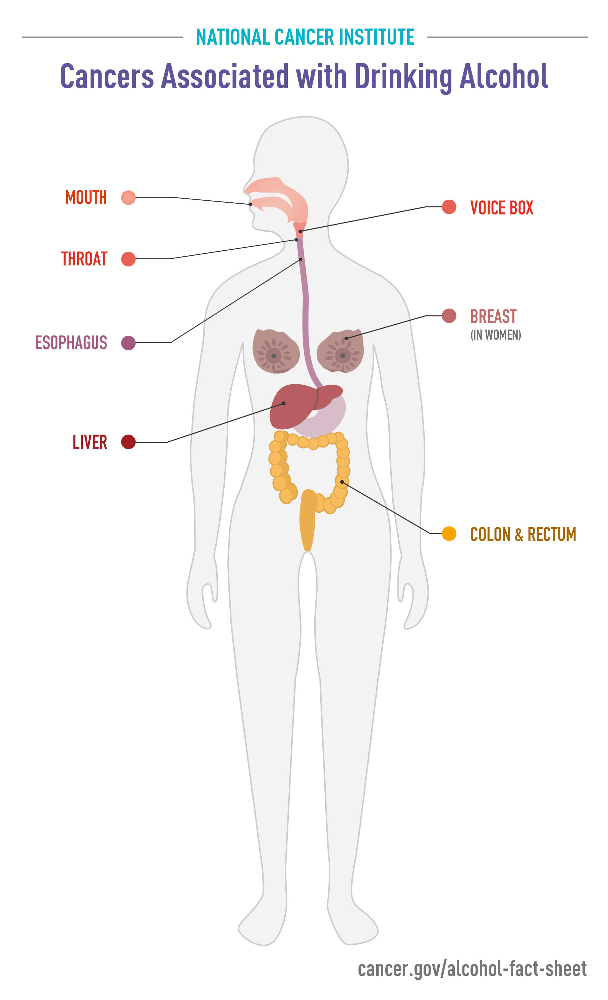 NATIONAL CANCER INSTITUTE
Cancers Associated with Drinking Alcohol
MOUTH
VOICE BOX
THROAT
BREAST
(IN WOMEN)
ESOPHAGUS
LIVER
COLON & RECTUM
cancer.gov/alcohol-fact-sheet